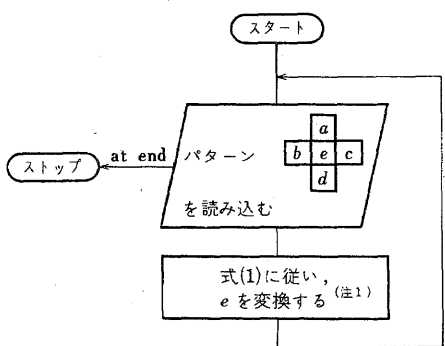 スタート
a
パターン
b e c
d
at end
ストップ
を読み込む
式(1)に従い,
eを変換する(注1)